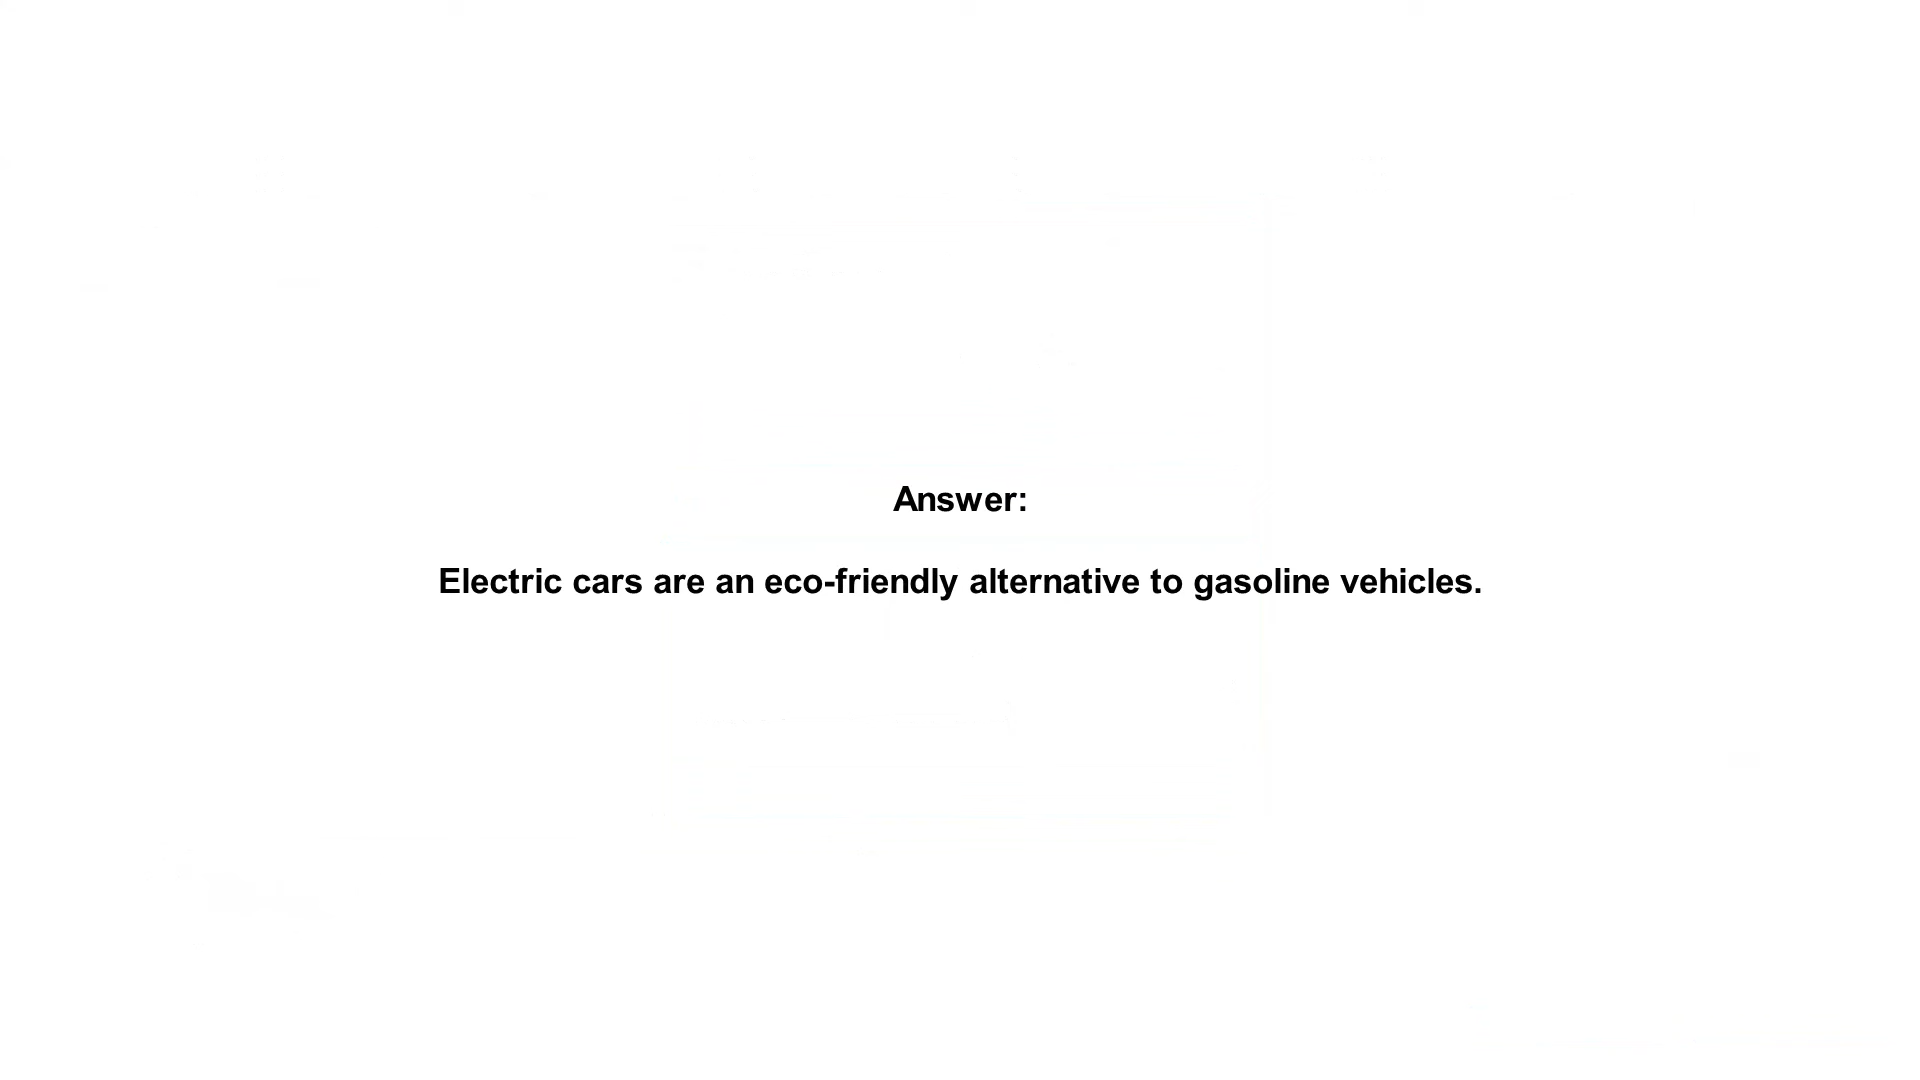 Answer:
Electric cars are an eco-friendly alternative to gasoline vehicles.